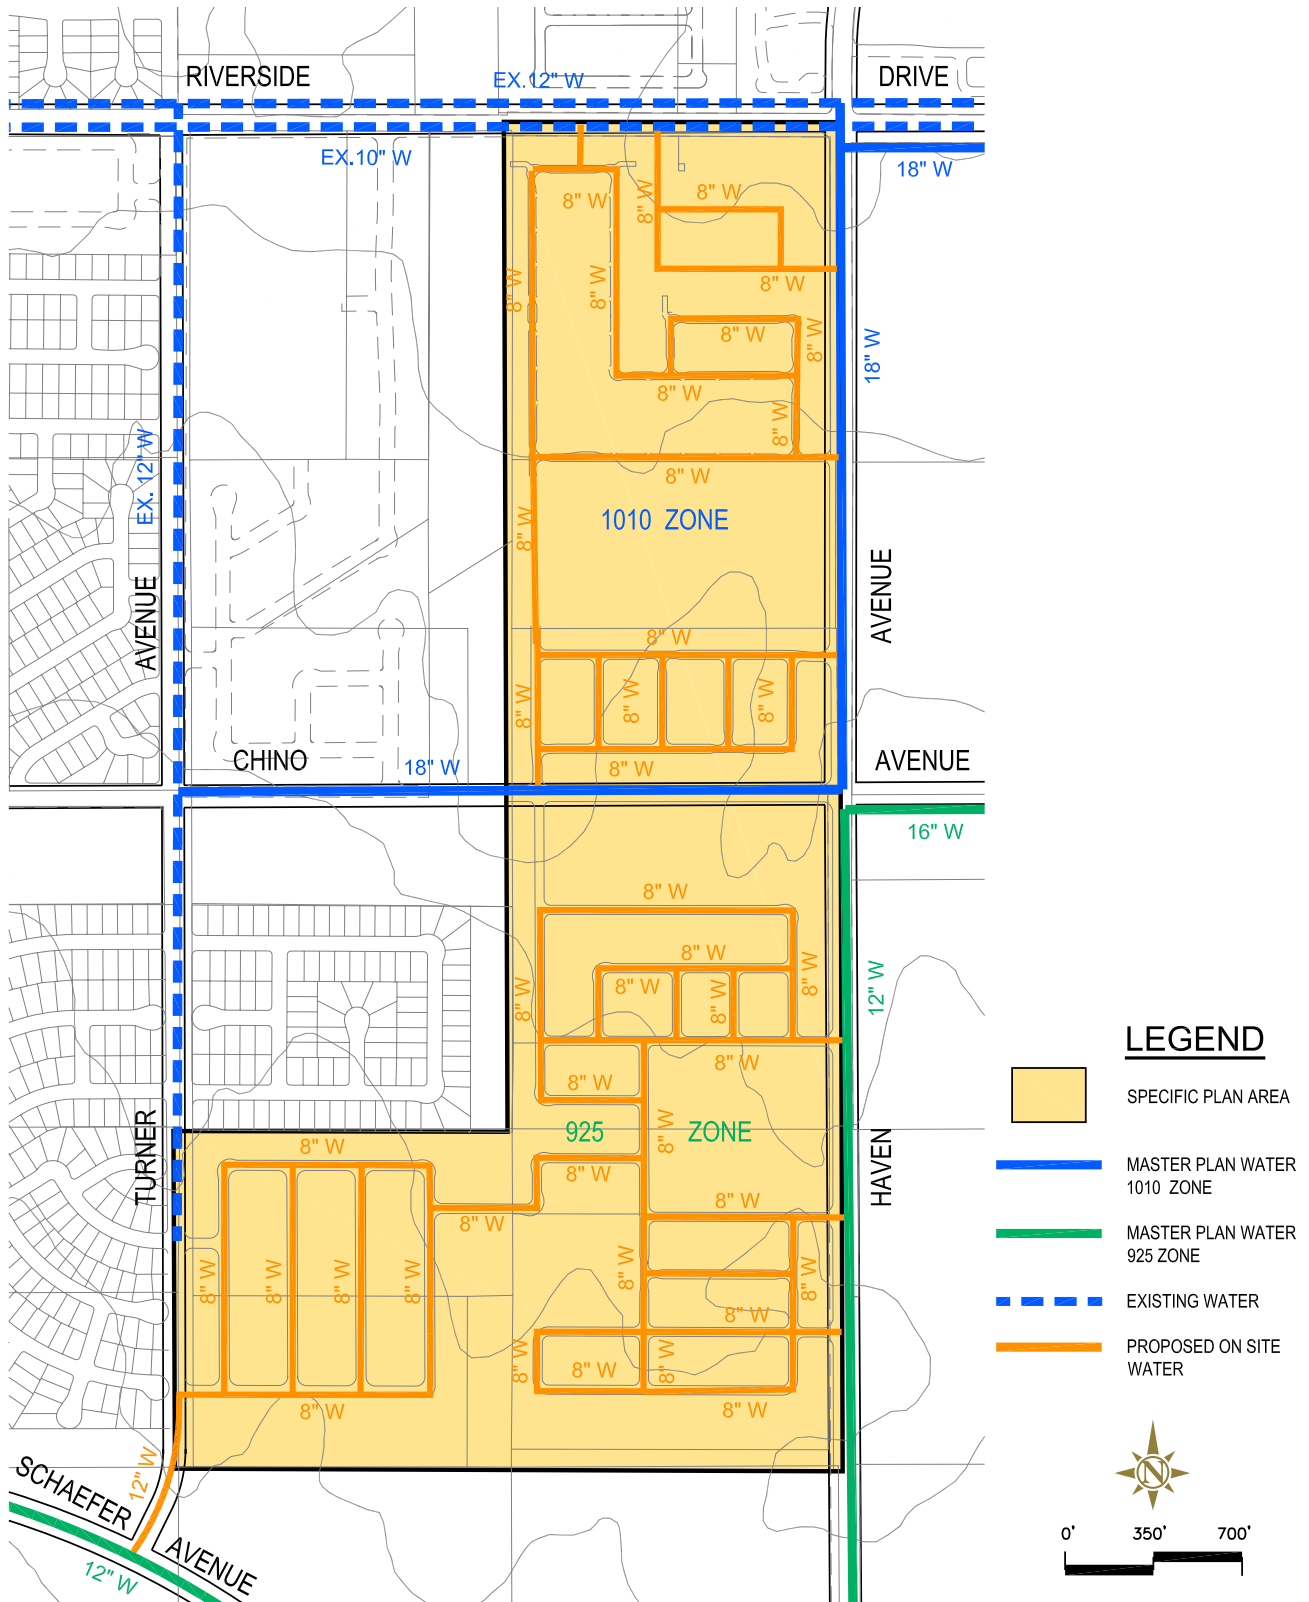 RIVERSIDE
EX.12" W
DRIVE
EX.10" W
18" W
8" W
8" W
8" W
8" W
8" W
8" W
8" W
8" W
18" W
8" W
8" W
EX. 12" W
8" W
1010 ZONE
8" W
AVENUE
AVENUE
8" W
8" W
8" W
8" W
CHINO
18" W
8" W
AVENUE
16" W
8" W
8" W
8" W
8" W
8" W
8" W
12" W
8" W
8" W
925 ZONE
8" W
TURNER
8" W
8" W
HAVEN
8" W
8" W
8" W
8" W
8" W
8" W
8" W
8" W
8" W
8" W
8" W
8" W
8" W
8" W
12" W
SCHAEFER
AVENUE
12" W
LEGEND
SPECIFIC PLAN AREA
MASTER PLAN WATER
1010 ZONE
MASTER PLAN WATER
925 ZONE
EXISTING WATER
PROPOSED ON SITE
WATER
N
0' 350' 700'